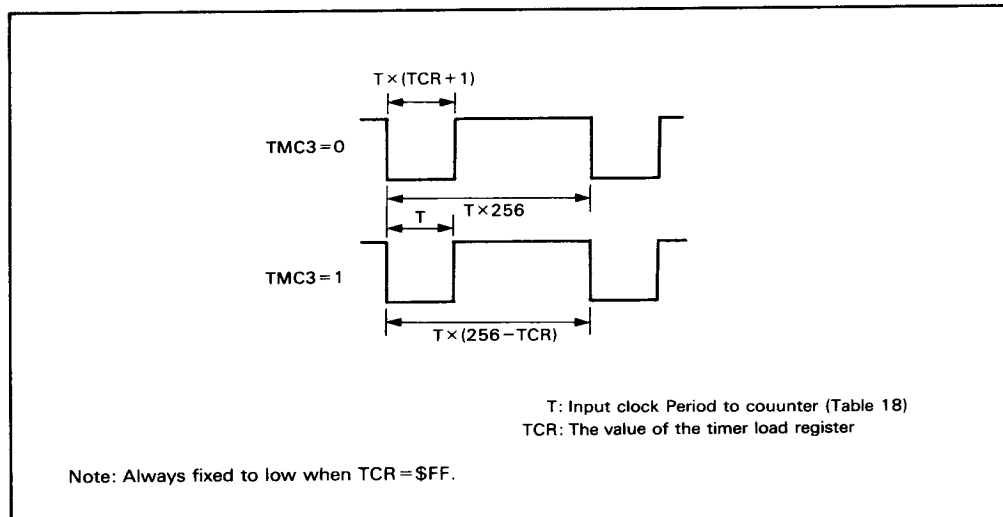 T×(TCR+1)
TMC3=0
T×256
T
TMC3=1
T×(256−TCR)
T: Input clock Period to couunter (Table 18)
TCR: The value of the timer load register
Note: Always fixed to low when TCR=$FF.